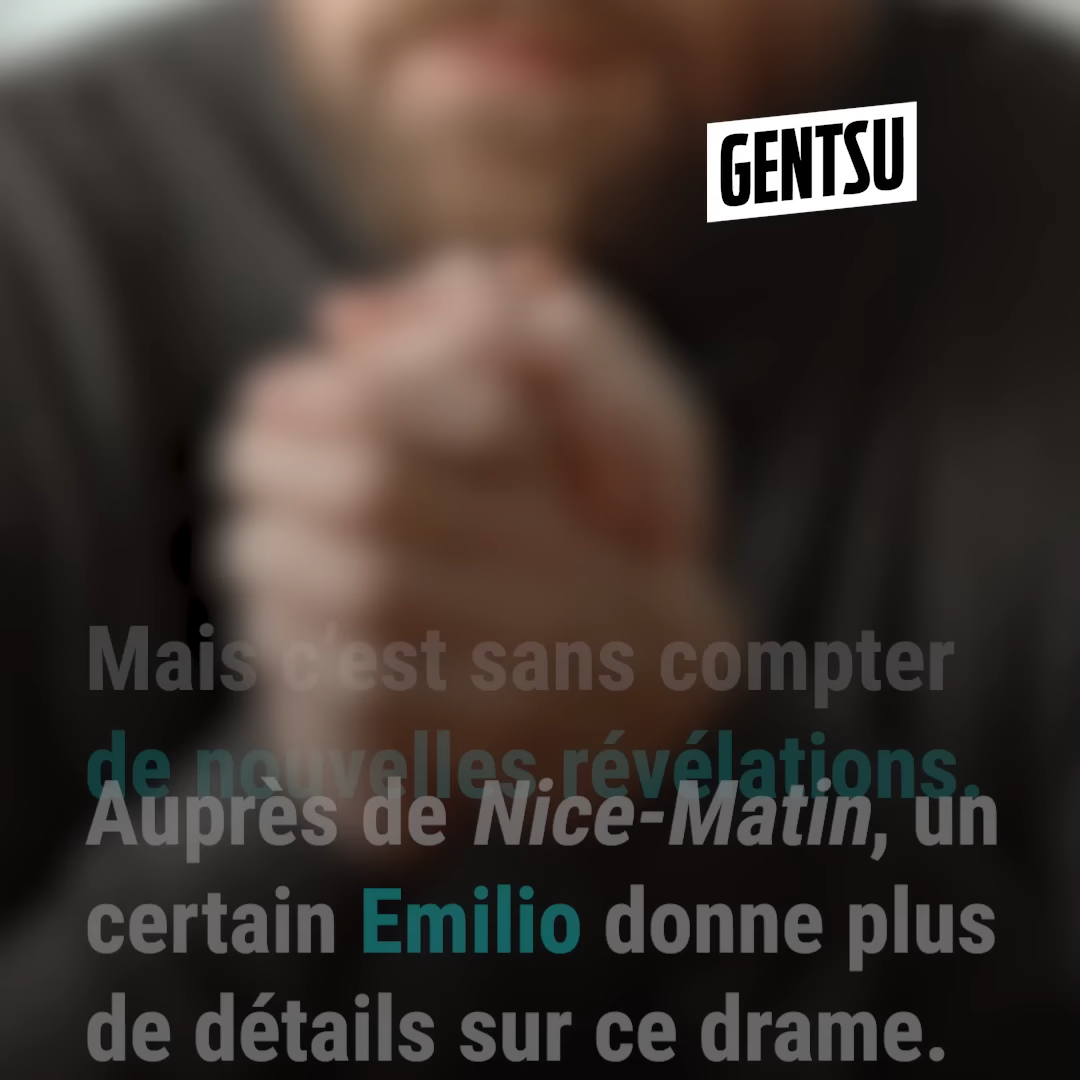 GENTSU
Mais c'est sans compter
de nouvelles révélations.
Auprès de Nice-Matin, un
certain Emilio donne plus
de détails sur ce drame.